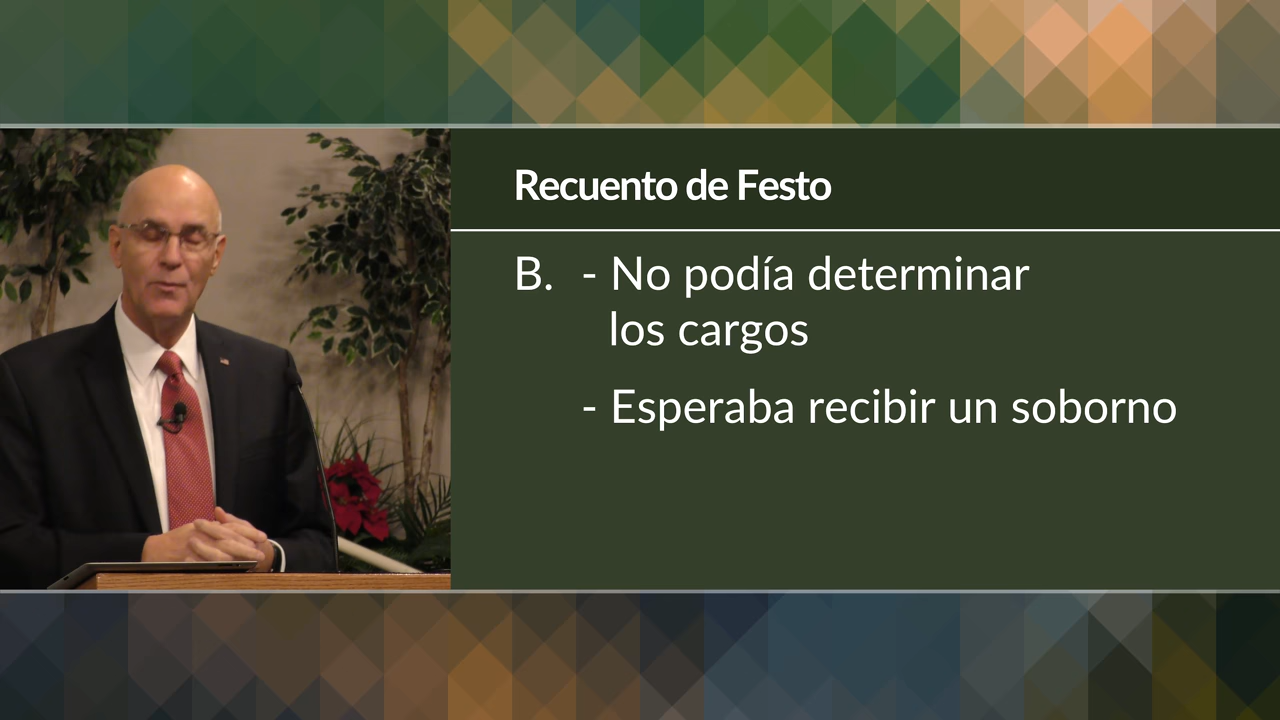 Recuento de Festo
B. - No podía determinar
los cargos
- Esperaba recibir un soborno